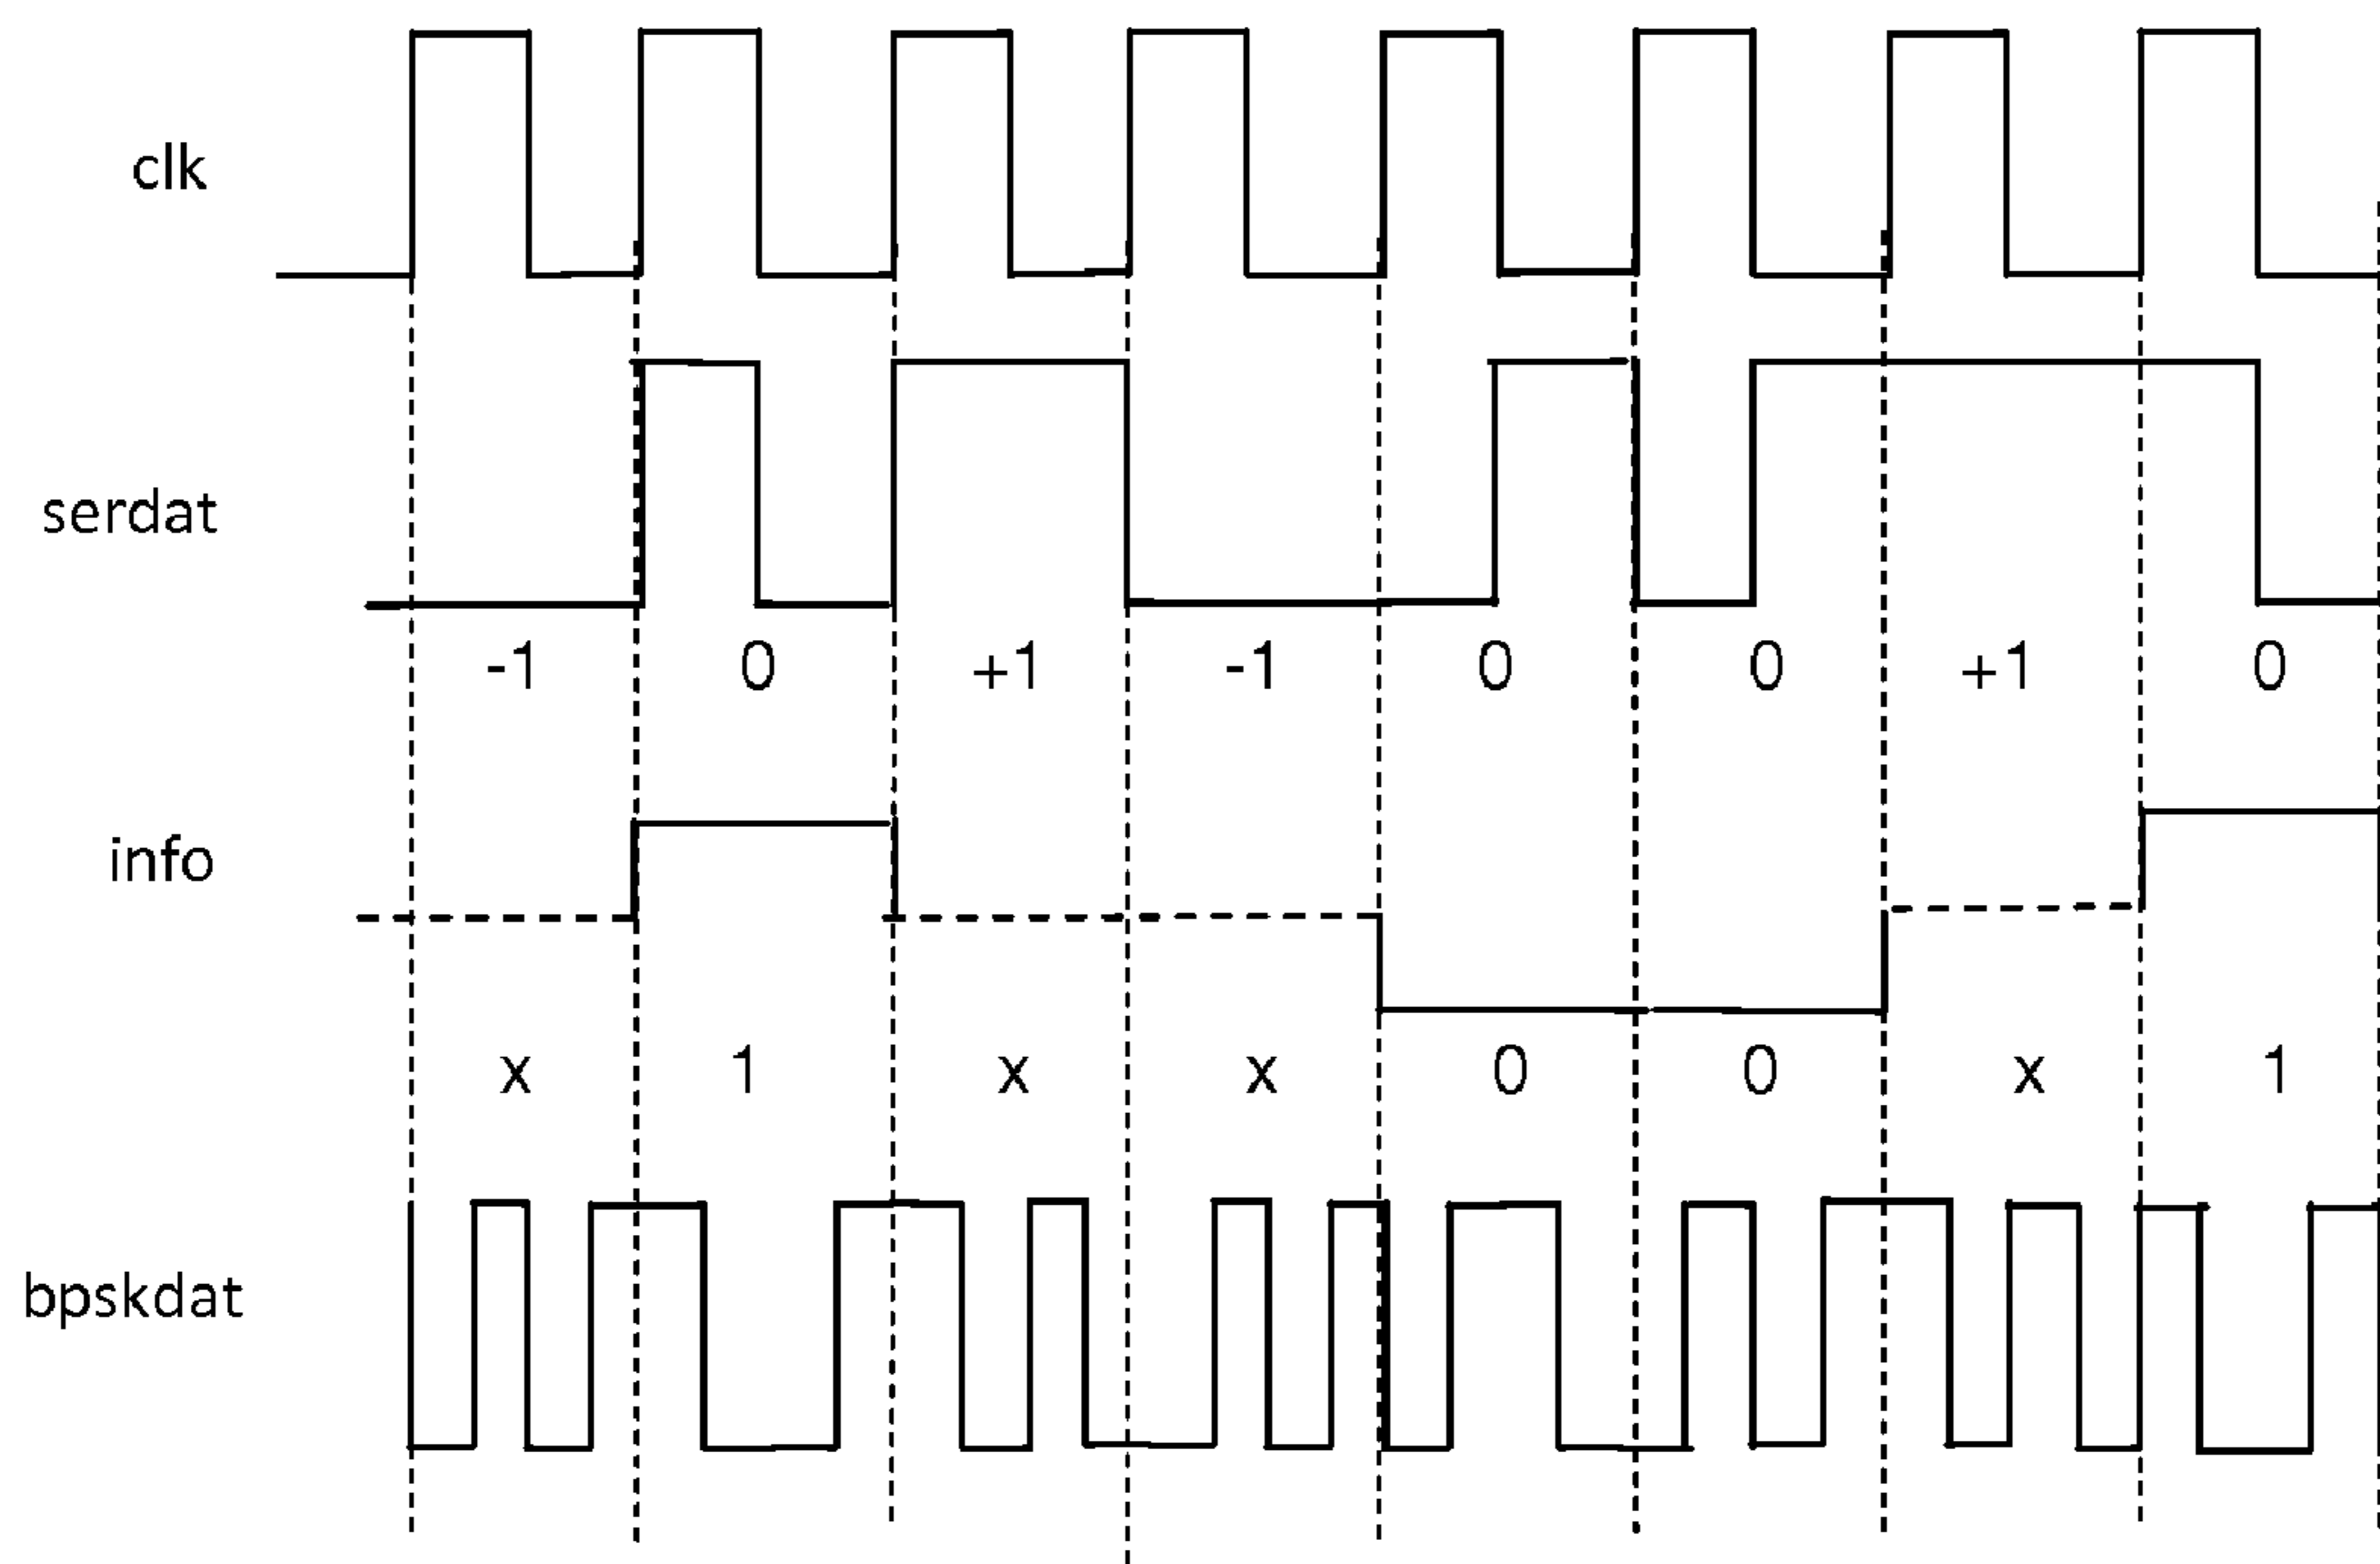 clk
serdat
-1 0 +1 -1 0 0 +1 0
info
x 1 x x 0 0 x 1
bpskdat